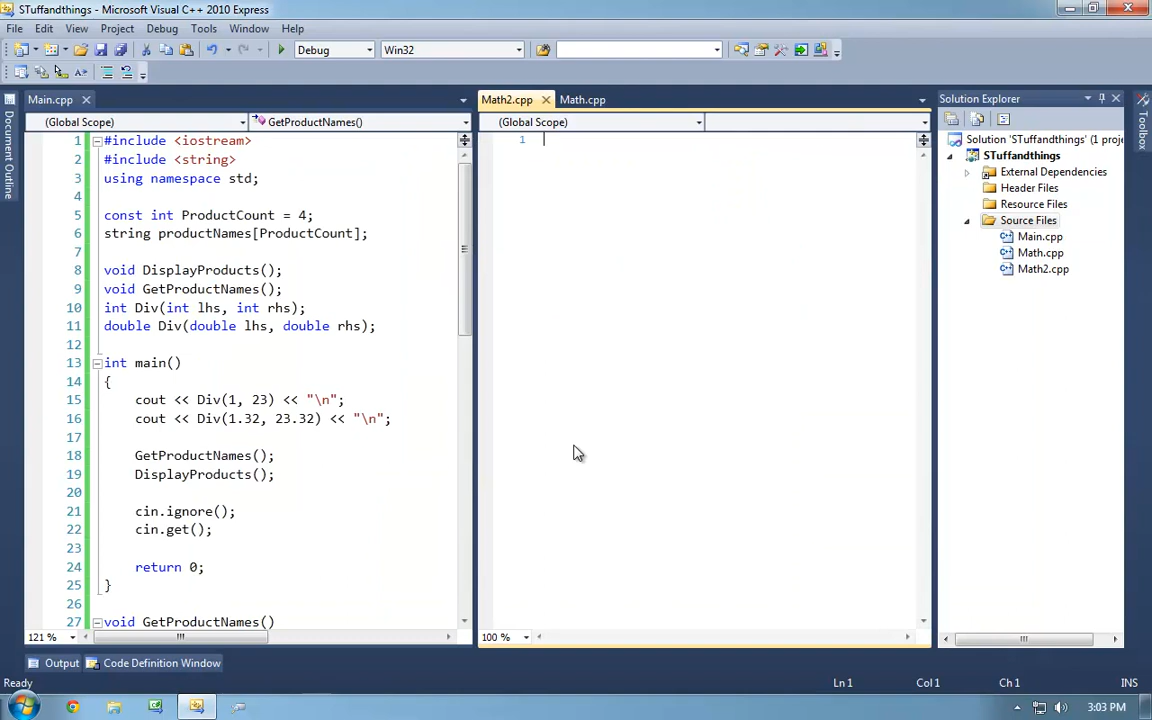 STuffandthings - Microsoft Visual C++ 2010 Express
File Edit View Project Debug Tools Window Help
Debug Win32
Main.cpp
Math2.cpp Math.cpp
Solution Explorer
(Global Scope) GetProductNames()
(Global Scope)
Document Outline
Toolbox
1 #include <iostream>
2 #include <string>
3 using namespace std;
4
5 const int ProductCount = 4;
6 string productNames[ProductCount];
7
8 void DisplayProducts();
9 void GetProductNames();
10 int Div(int lhs, int rhs);
11 double Div(double lhs, double rhs);
12
13 int main()
14 {
15 cout << Div(1, 23) << "\n";
16 cout << Div(1.32, 23.32) << "\n";
17
18 GetProductNames();
19 DisplayProducts();
20
21 cin.ignore();
22 cin.get();
23
24 return 0;
25 }
26
27 void GetProductNames()
121 %
1
100 %
Solution 'STuffandthings' (1 proje
STuffandthings
External Dependencies
Header Files
Resource Files
Source Files
Main.cpp
Math.cpp
Math2.cpp
Output Code Definition Window
Ready Ln 1 Col 1 Ch 1 INS
3:03 PM